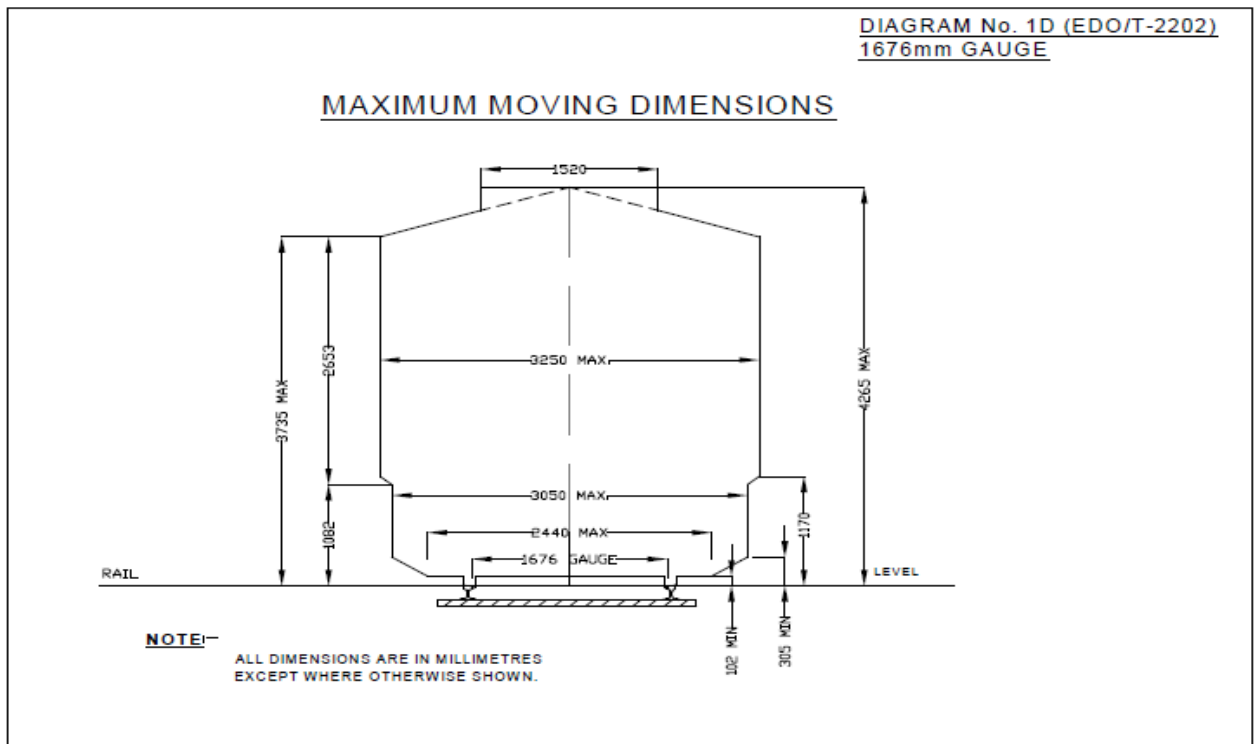 DIAGRAM No. 1D (EDO/T-2202)
1676mm GAUGE
MAXIMUM MOVING DIMENSIONS
1520
3735 MAX
2653
3250 MAX.
4265 MAX
3050 MAX.
1082
2440 MAX
1170
1676 GAUGE
RAIL
LEVEL
102 MIN
305 MIN
NOTE:-
ALL DIMENSIONS ARE IN MILLIMETRES
EXCEPT WHERE OTHERWISE SHOWN.